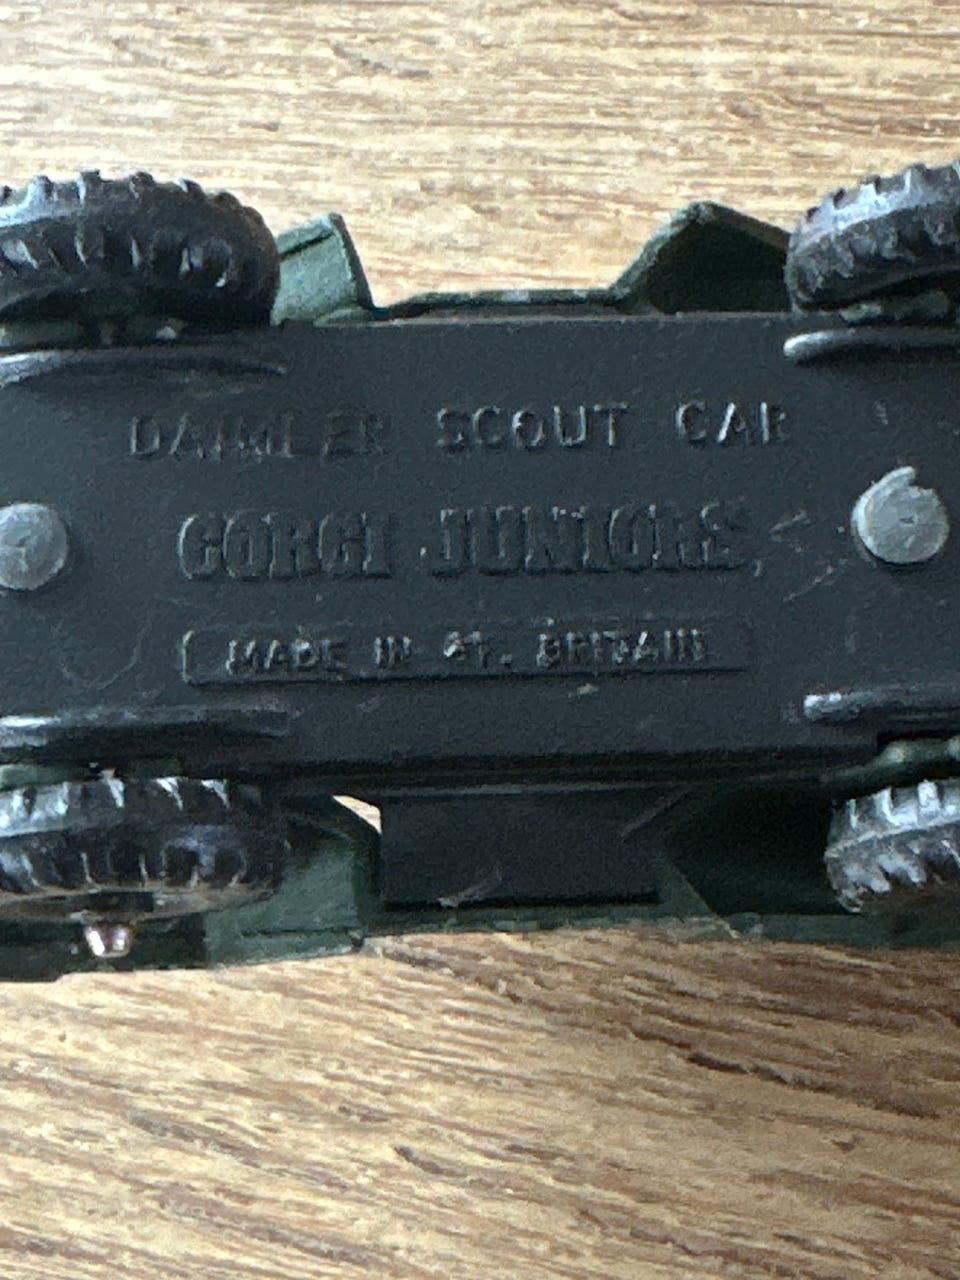 DAIMLER SCOUT CAR
CORGI JUNIORS
MADE IN GT. BRITAIN